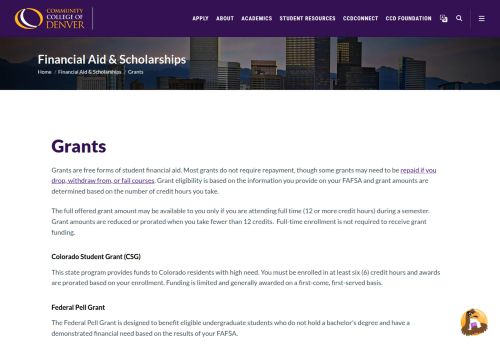 COMMUNITY
COLLEGE OF
DENVER
APPLY ABOUT ACADEMICS STUDENT RESOURCES CCDCONNECT CCD FOUNDATION
Financial Aid & Scholarships
Home / Financial Aid & Scholarships / Grants
Grants
Grants are free forms of student financial aid. Most grants do not require repayment, though some grants may need to be repaid if you
drop, withdraw from, or fail courses. Grant eligibility is based on the information you provide on your FAFSA and grant amounts are
determined based on the number of credit hours you take.
The full offered grant amount may be available to you only if you are attending full time (12 or more credit hours) during a semester.
Grant amounts are reduced or prorated when you take fewer than 12 credits. Full-time enrollment is not required to receive grant
funding.
Colorado Student Grant (CSG)
This state program provides funds to Colorado residents with high need. You must be enrolled in at least six (6) credit hours and awards
are prorated based on your enrollment. Funding is limited and generally awarded on a first-come, first-served basis.
Federal Pell Grant
The Federal Pell Grant is designed to benefit eligible undergraduate students who do not hold a bachelor's degree and have a
demonstrated financial need based on the results of your FAFSA.